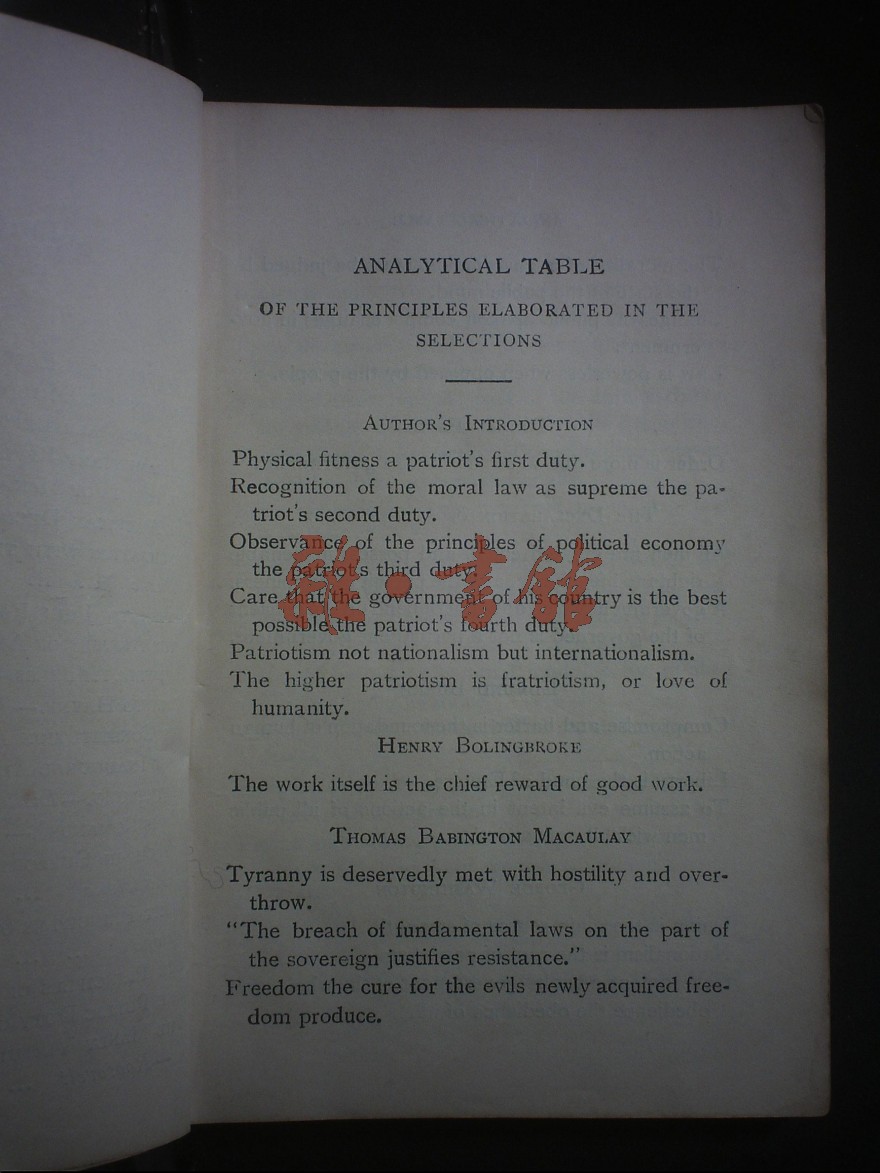 ANALYTICAL TABLE
OF THE PRINCIPLES ELABORATED IN THE
SELECTIONS
AUTHOR'S INTRODUCTION
Physical fitness a patriot's first duty.
Recognition of the moral law as supreme the pa-
triot's second duty.
Observance of the principles of political economy
the patriot's third duty.
Care that the government of his country is the best
possible the patriot's fourth duty.
Patriotism not nationalism but internationalism.
The higher patriotism is fratriotism, or love of
humanity.
HENRY BOLINGBROKE
The work itself is the chief reward of good work.
THOMAS BABINGTON MACAULAY
Tyranny is deservedly met with hostility and over-
throw.
"The breach of fundamental laws on the part of
the sovereign justifies resistance."
Freedom the cure for the evils newly acquired free-
dom produce.
雜·書館